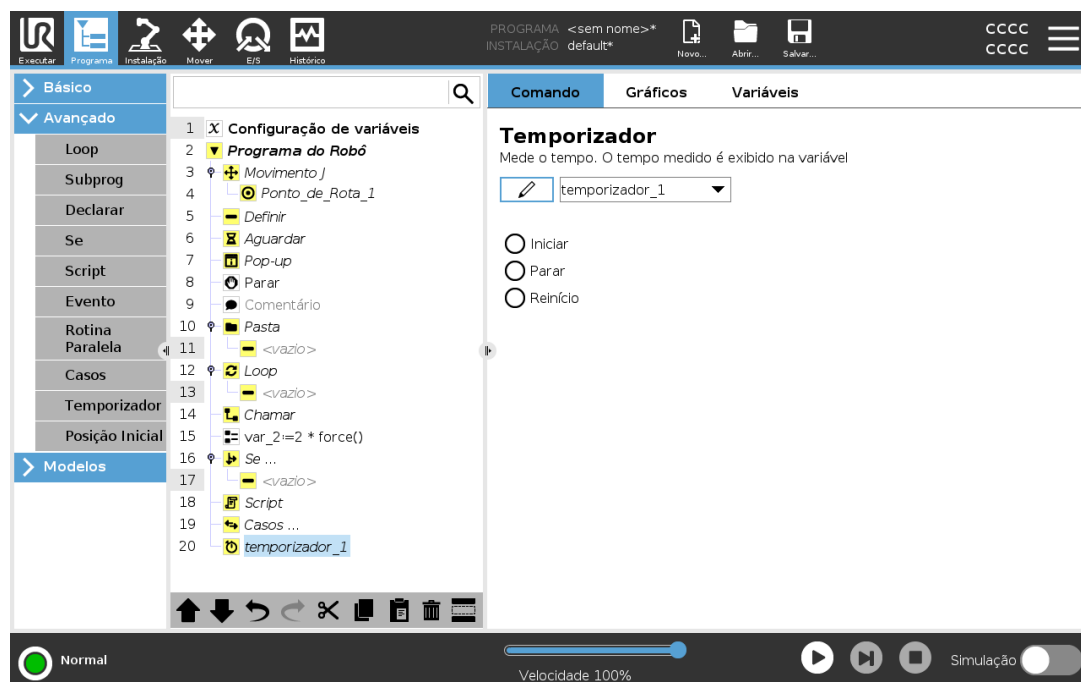 UR
PROGRAMA <sem nome>*
INSTALAÇÃO default*
Executar Programa Instalação Mover E/S Histórico
Novo... Abrir... Salvar...
CCCC
CCCC
Básico
Avançado
Loop
Subprog
Declarar
Se
Script
Evento
Rotina
Paralela
Casos
Temporizador
Posição Inicial
Modelos
1 X Configuração de variáveis
2 Programa do Robô
3 Movimento J
4 Ponto_de_Rota_1
5 Definir
6 Aguardar
7 Pop-up
8 Parar
9 Comentário
10 Pasta
11 <vazio>
12 Loop
13 <vazio>
14 Chamar
15 var_2:=2 * force()
16 Se ...
17 <vazio>
18 Script
19 Casos ...
20 temporizador_1
Comando Gráficos Variáveis
Temporizador
Mede o tempo. O tempo medido é exibido na variável
temporizador_1
Iniciar
Parar
Reinício
Normal
Velocidade 100%
Simulação